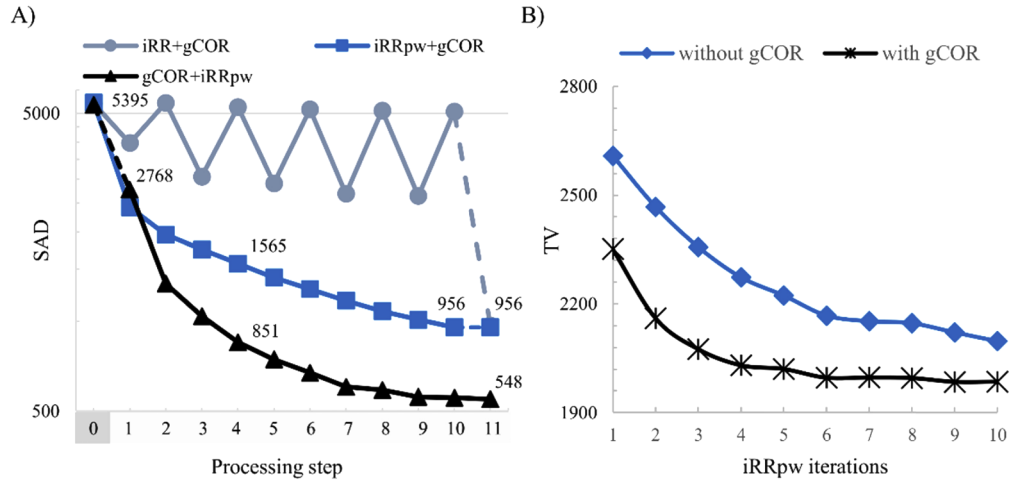 A)
iRR+gCOR
iRRpw+gCOR
gCOR+iRRpw
5000
5395
2768
1565
956
956
851
548
500
SAD
0 1 2 3 4 5 6 7 8 9 10 11
Processing step
B)
without gCOR
with gCOR
2800
2500
2200
1900
TV
1 2 3 4 5 6 7 8 9 10
iRRpw iterations